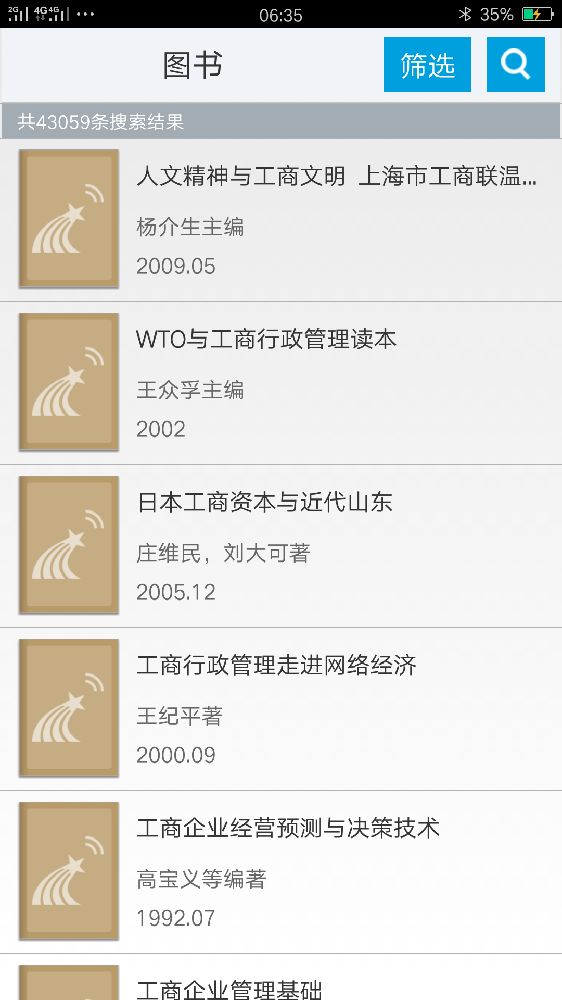 2G 4G 4G 06:35 35%
图书 筛选
共43059条搜索结果
人文精神与工商文明 上海市工商联温...
杨介生主编
2009.05
WTO与工商行政管理读本
王众孚主编
2002
日本工商资本与近代山东
庄维民，刘大可著
2005.12
工商行政管理走进网络经济
王纪平著
2000.09
工商企业经营预测与决策技术
高宝义等编著
1992.07
工商企业管理基础